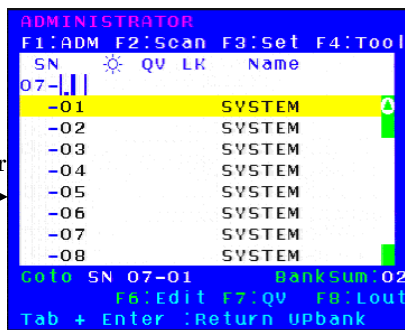 ADMINISTRATOR
F1:ADM F2:Scan F3:Set F4:Tool
SN QV LK Name
07-
-01 SYSTEM
-02 SYSTEM
-03 SYSTEM
r -04 SYSTEM
-05 SYSTEM
-06 SYSTEM
-07 SYSTEM
-08 SYSTEM
Goto SN 07-01 BankSum:02
F6:Edit F7:QV F8:Lout
Tab + Enter :Return UPbank